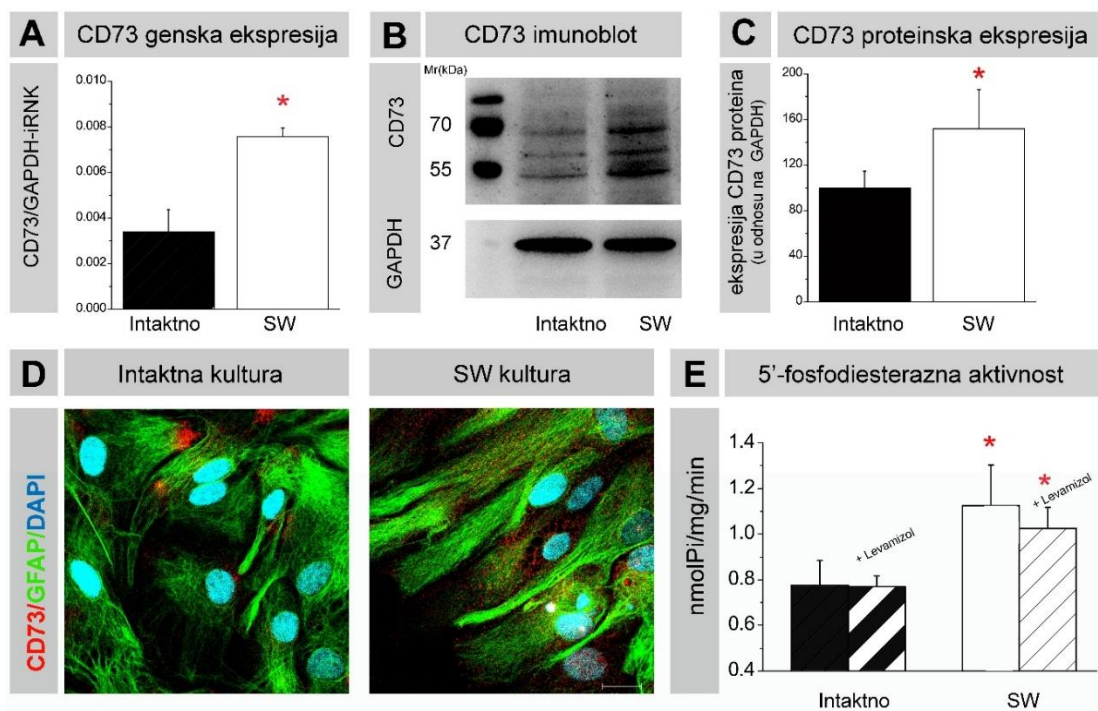 A
CD73 genska ekspresija
CD73/GAPDH-iRNK
0.010
0.008
0.006
0.004
0.002
0.000
*
Intaktno
SW
B
CD73 imunoblot
Mr(kDa)
CD73
70
55
GAPDH
37
Intaktno
SW
C
CD73 proteinska ekspresija
ekspresija CD73 proteina
(u odnosu na GAPDH)
200
160
120
80
40
0
*
Intaktno
SW
D
Intaktna kultura
SW kultura
CD73/GFAP/DAPI
E
5'-fosfodiesterazna aktivnost
nmolPi/mg/min
1.4
1.2
1.0
0.8
0.6
0.4
+ Levamizol
*
*
+ Levamizol
Intaktno
SW